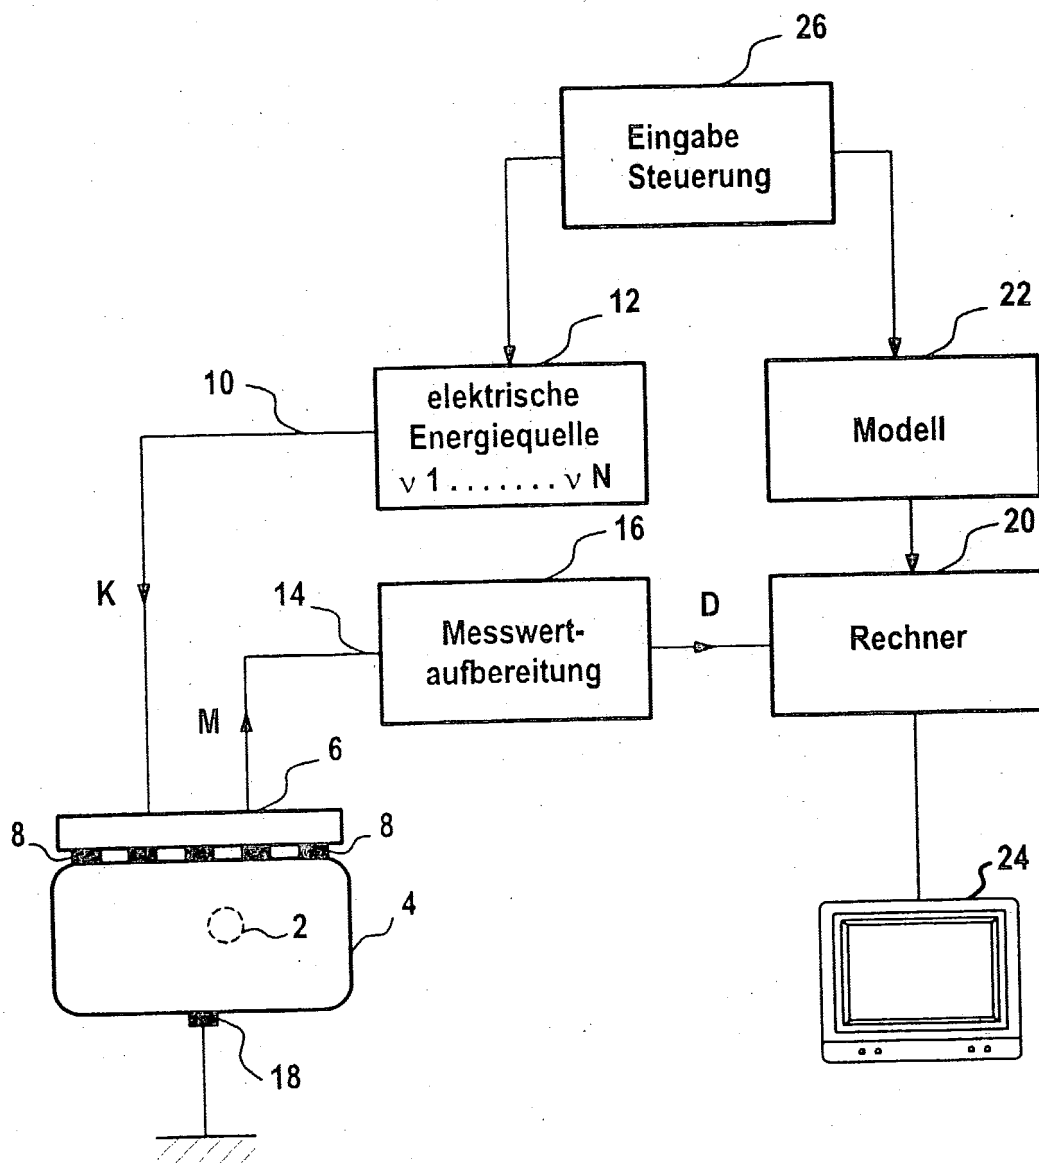 26
Eingabe
Steuerung
12
22
10
elektrische
Energiequelle
ν 1 . . . . . . . ν N
Modell
16
20
K
14
Messwert-
aufbereitung
D
Rechner
M
6
8
8
24
2
4
18